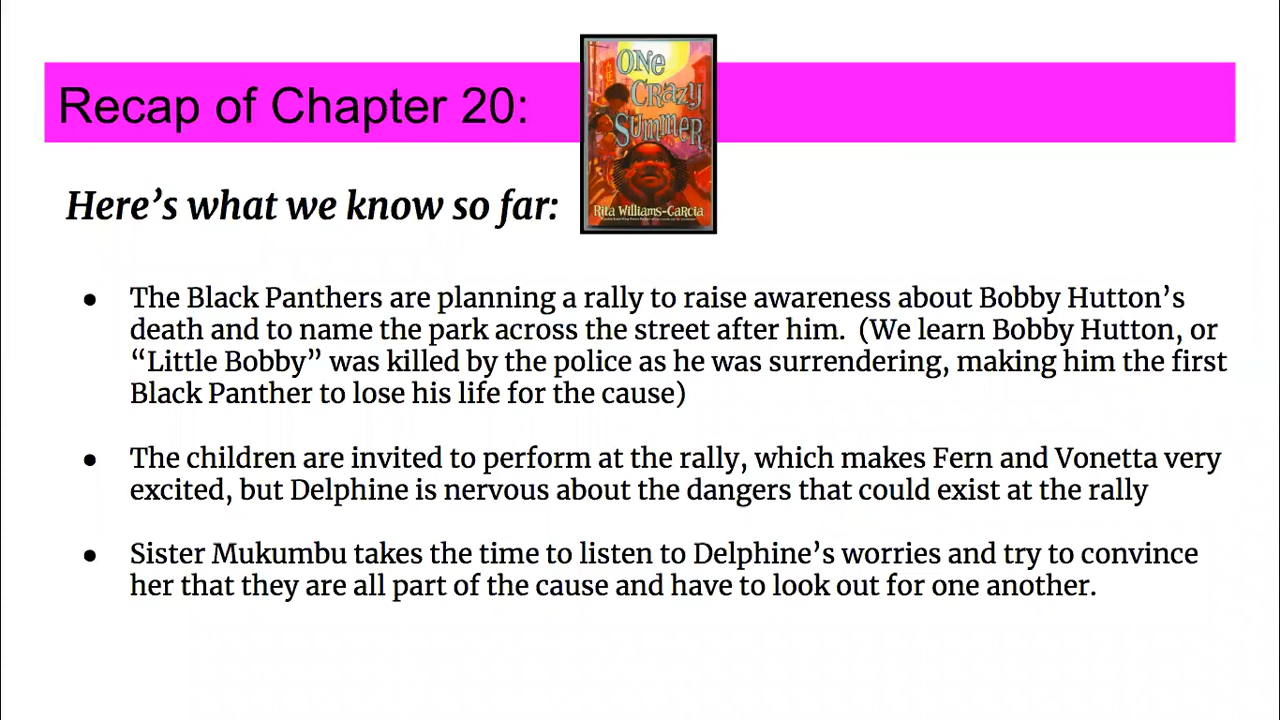 Recap of Chapter 20:
ONE
CRAZY
SUMMER
Rita Williams-Garcia
Here's what we know so far:
● The Black Panthers are planning a rally to raise awareness about Bobby Hutton's
death and to name the park across the street after him. (We learn Bobby Hutton, or
“Little Bobby” was killed by the police as he was surrendering, making him the first
Black Panther to lose his life for the cause)
● The children are invited to perform at the rally, which makes Fern and Vonetta very
excited, but Delphine is nervous about the dangers that could exist at the rally
● Sister Mukumbu takes the time to listen to Delphine's worries and try to convince
her that they are all part of the cause and have to look out for one another.